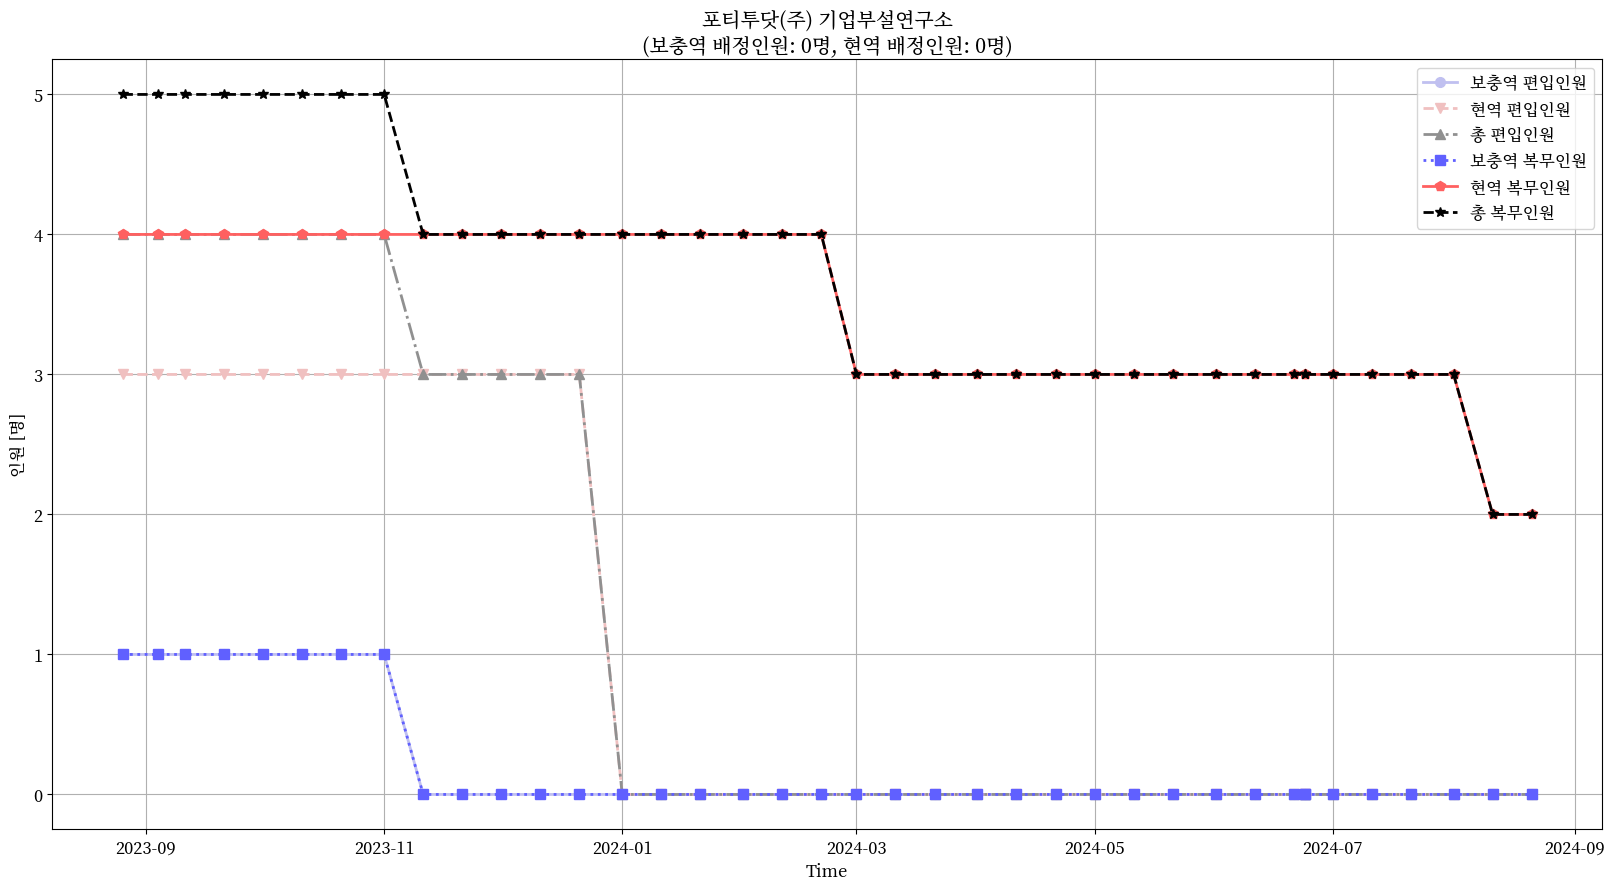 포티투닷(주) 기업부설연구소
(보충역 배정인원: 0명, 현역 배정인원: 0명)
보충역 편입인원
현역 편입인원
총 편입인원
보충역 복무인원
현역 복무인원
총 복무인원
인원 [명]
5
4
3
2
1
0
2023-09
2023-11
2024-01
2024-03
2024-05
2024-07
2024-09
Time